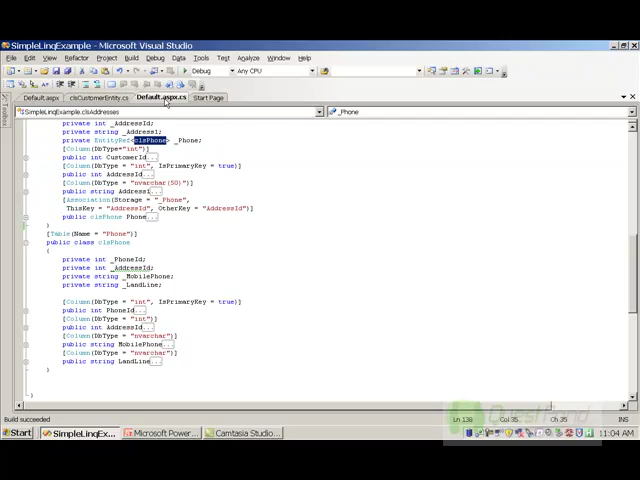 SimpleLinqExample - Microsoft Visual Studio
File Edit View Refactor Project Build Debug Data Tools Test Analyze Window Help
Debug Any CPU
Default.aspx clsCustomerEntity.cs Default.aspx.cs Start Page
SimpleLinqExample.clsAddresses _Phone
Toolbox
private int _AddressId;
private string _Address1;
private EntityRef<clsPhone> _Phone;
[Column(DbType="int")]
public int CustomerId...
[Column(DbType = "int", IsPrimaryKey = true)]
public int AddressId...
[Column(DbType = "nvarchar(50)]
public string Address1...
[Association(Storage = "_Phone",
ThisKey = "AddressId", OtherKey = "AddressId")]
public clsPhone Phone...
}
[Table(Name = "Phone")]
public class clsPhone
{
private int _PhoneId;
private int _AddressId;
private string _MobilePhone;
private string _LandLine;
[Column(DbType = "int", IsPrimaryKey = true)]
public int PhoneId...
[Column(DbType = "int")]
public int AddressId...
[Column(DbType = "nvarchar")]
public string MobilePhone...
[Column(DbType = "nvarchar")]
public string LandLine...
}
}
Build succeeded Ln 138 Col 35 Ch 35 INS
QuestPond
Start SimpleLinqEx... Microsoft Power... Camtasia Studio... 11:04 AM